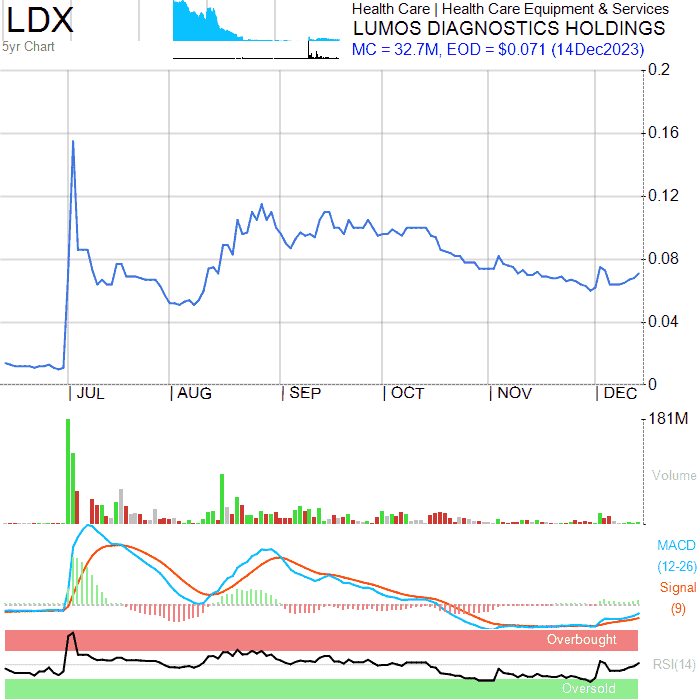 LDX
5yr Chart
Health Care | Health Care Equipment & Services
LUMOS DIAGNOSTICS HOLDINGS
MC = 32.7M, EOD = $0.071 (14Dec2023)
0.2
0.16
0.12
0.08
0.04
0
JUL AUG SEP OCT NOV DEC
181M
Volume
MACD
(12-26)
Signal
(9)
Overbought
RSI(14)
Oversold